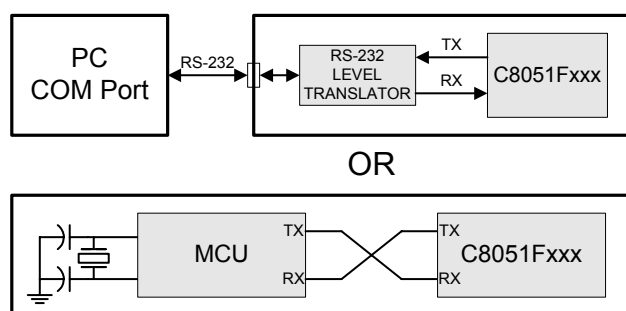 PC
COM Port
RS-232
RS-232
LEVEL
TRANSLATOR
TX
RX
C8051Fxxx
OR
MCU
TX
RX
TX
RX
C8051Fxxx